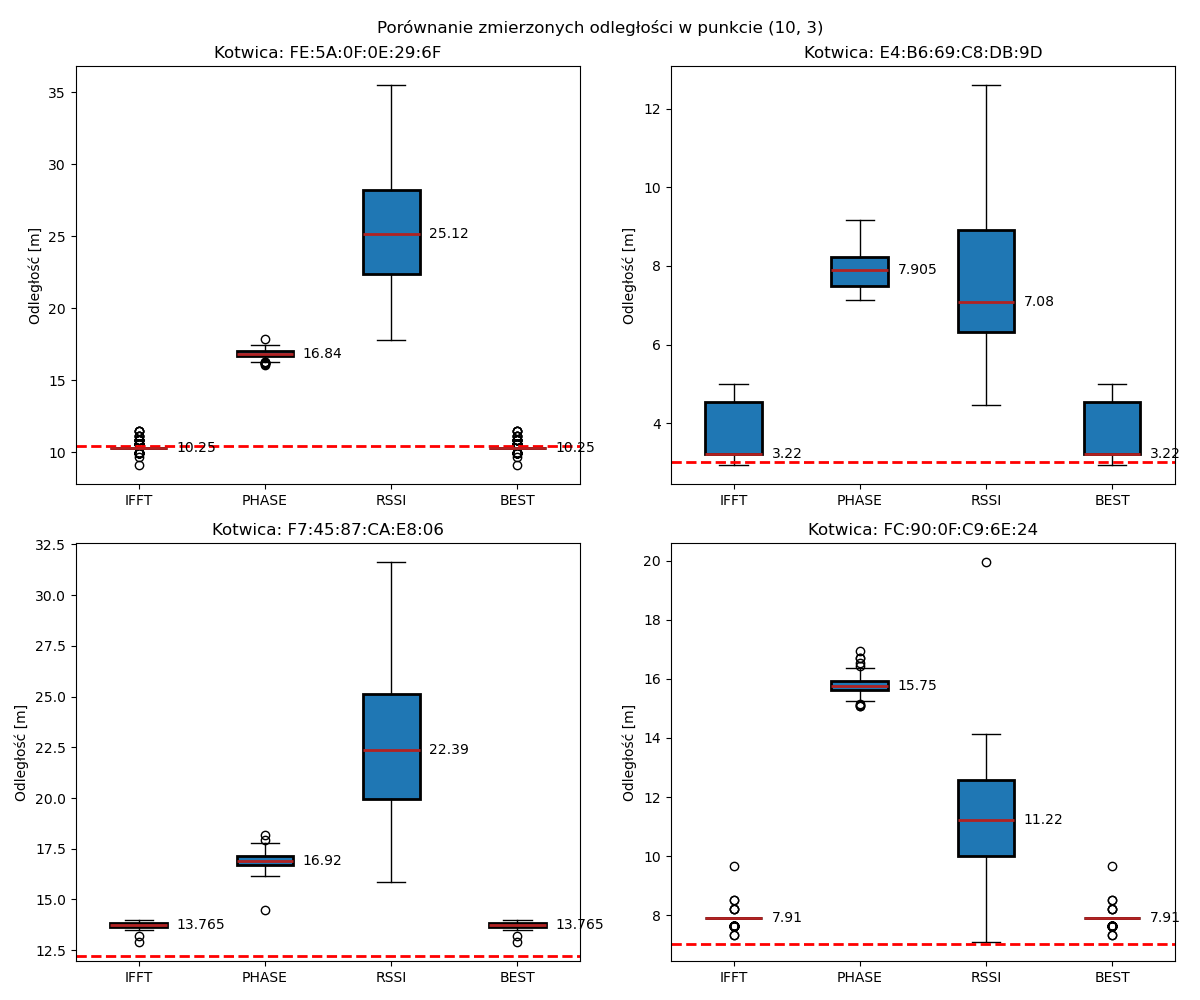 Porównanie zmierzonych odległości w punkcie (10, 3)
Kotwica: FE:5A:0F:0E:29:6F
Odległość [m]
35
30
25
20
15
10
25.12
16.84
10.25
10.25
IFFT
PHASE
RSSI
BEST
Kotwica: E4:B6:69:C8:DB:9D
Odległość [m]
12
10
8
6
4
7.905
7.08
3.22
3.22
IFFT
PHASE
RSSI
BEST
Kotwica: F7:45:87:CA:E8:06
Odległość [m]
32.5
30.0
27.5
25.0
22.5
20.0
17.5
15.0
12.5
22.39
16.92
13.765
13.765
IFFT
PHASE
RSSI
BEST
Kotwica: FC:90:0F:C9:6E:24
Odległość [m]
20
18
16
14
12
10
8
15.75
11.22
7.91
7.91
IFFT
PHASE
RSSI
BEST